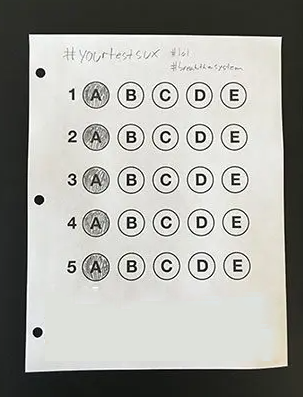 #yourtestsux #lol
#breakthesystem
1 A B C D E
2 A B C D E
3 A B C D E
4 A B C D E
5 A B C D E